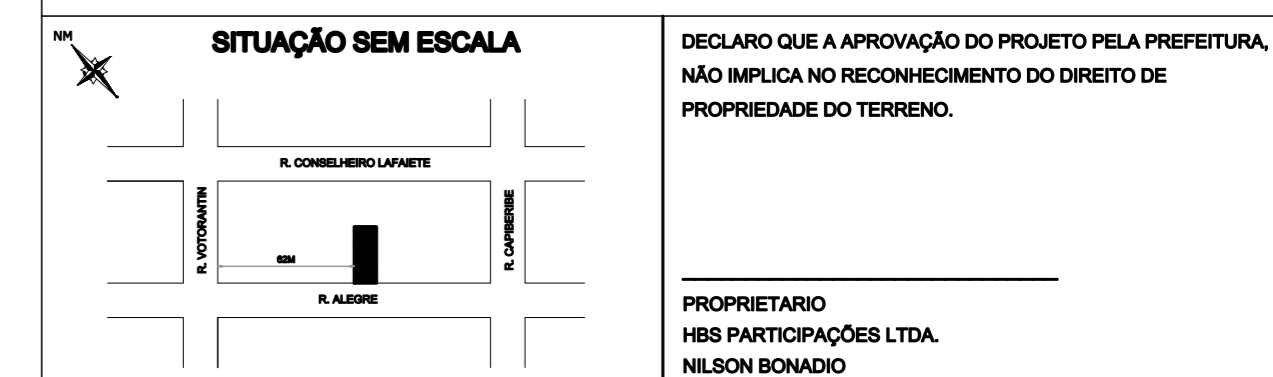 NM
SITUAÇÃO SEM ESCALA
R. CONSELHEIRO LAFAIETE
R. VOTORANTIN
R. CAPIBERIBE
62M
R. ALEGRE
DECLARO QUE A APROVAÇÃO DO PROJETO PELA PREFEITURA,
NÃO IMPLICA NO RECONHECIMENTO DO DIREITO DE
PROPRIEDADE DO TERRENO.
PROPRIETARIO
HBS PARTICIPAÇÕES LTDA.
NILSON BONADIO